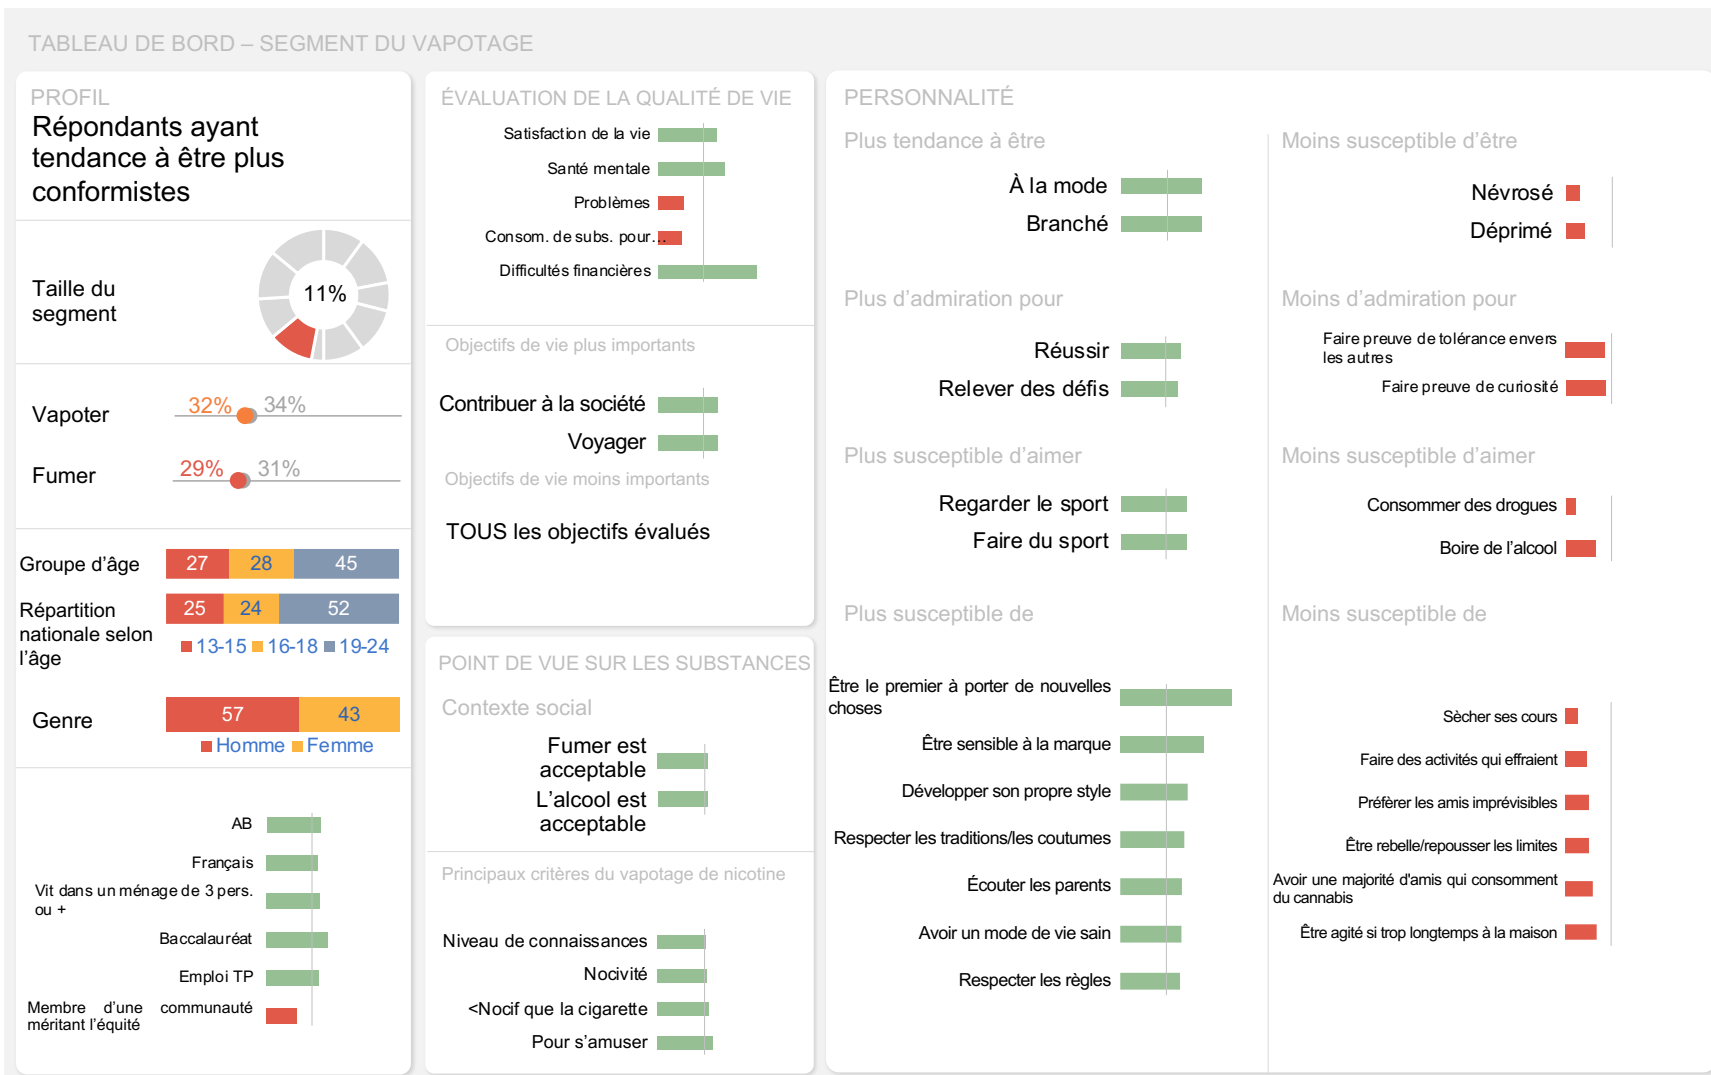 TABLEAU DE BORD – SEGMENT DU VAPOTAGE
PROFIL
Répondants ayant
tendance à être plus
conformistes
Taille du
segment
11%
Vapoter
32%
34%
Fumer
29%
31%
Groupe d’âge
27 28 45
Répartition
nationale selon
l’âge
25 24 52
13-15 16-18 19-24
Genre
57 43
Homme Femme
AB
Français
Vit dans un ménage de 3 pers.
ou +
Baccalauréat
Emploi TP
Membre d’une communauté
méritant l’équité
ÉVALUATION DE LA QUALITÉ DE VIE
Satisfaction de la vie
Santé mentale
Problèmes
Consom. de subs. pour…
Difficultés financières
Objectifs de vie plus importants
Contribuer à la société
Voyager
Objectifs de vie moins importants
TOUS les objectifs évalués
POINT DE VUE SUR LES SUBSTANCES
Contexte social
Fumer est
acceptable
L’alcool est
acceptable
Principaux critères du vapotage de nicotine
Niveau de connaissances
Nocivité
<Nocif que la cigarette
Pour s’amuser
PERSONNALITÉ
Plus tendance à être
À la mode
Branché
Plus d’admiration pour
Réussir
Relever des défis
Plus susceptible d’aimer
Regarder le sport
Faire du sport
Plus susceptible de
Être le premier à porter de nouvelles
choses
Être sensible à la marque
Développer son propre style
Respecter les traditions/les coutumes
Écouter les parents
Avoir un mode de vie sain
Respecter les règles
Moins susceptible d’être
Névrosé
Déprimé
Moins d’admiration pour
Faire preuve de tolérance envers
les autres
Faire preuve de curiosité
Moins susceptible d’aimer
Consommer des drogues
Boire de l’alcool
Moins susceptible de
Sècher ses cours
Faire des activités qui effraient
Préfèrer les amis imprévisibles
Être rebelle/repousser les limites
Avoir une majorité d'amis qui consomment
du cannabis
Être agité si trop longtemps à la maison